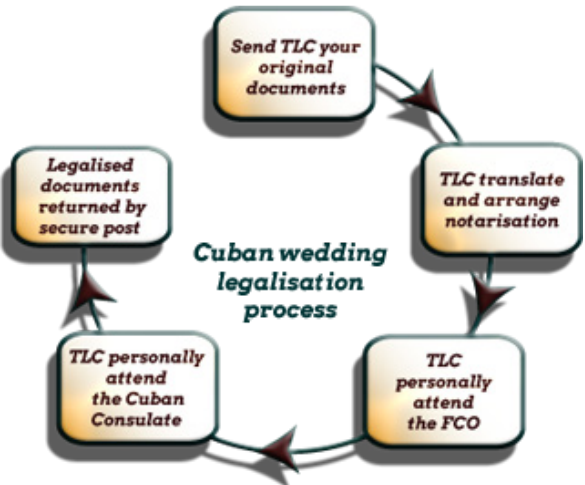 Send TLC your
original
documents
TLC translate
and arrange
notarisation
TLC
personally
attend
the FCO
TLC personally
attend
the Cuban
Consulate
Legalised
documents
returned by
secure post
Cuban wedding
legalisation
process